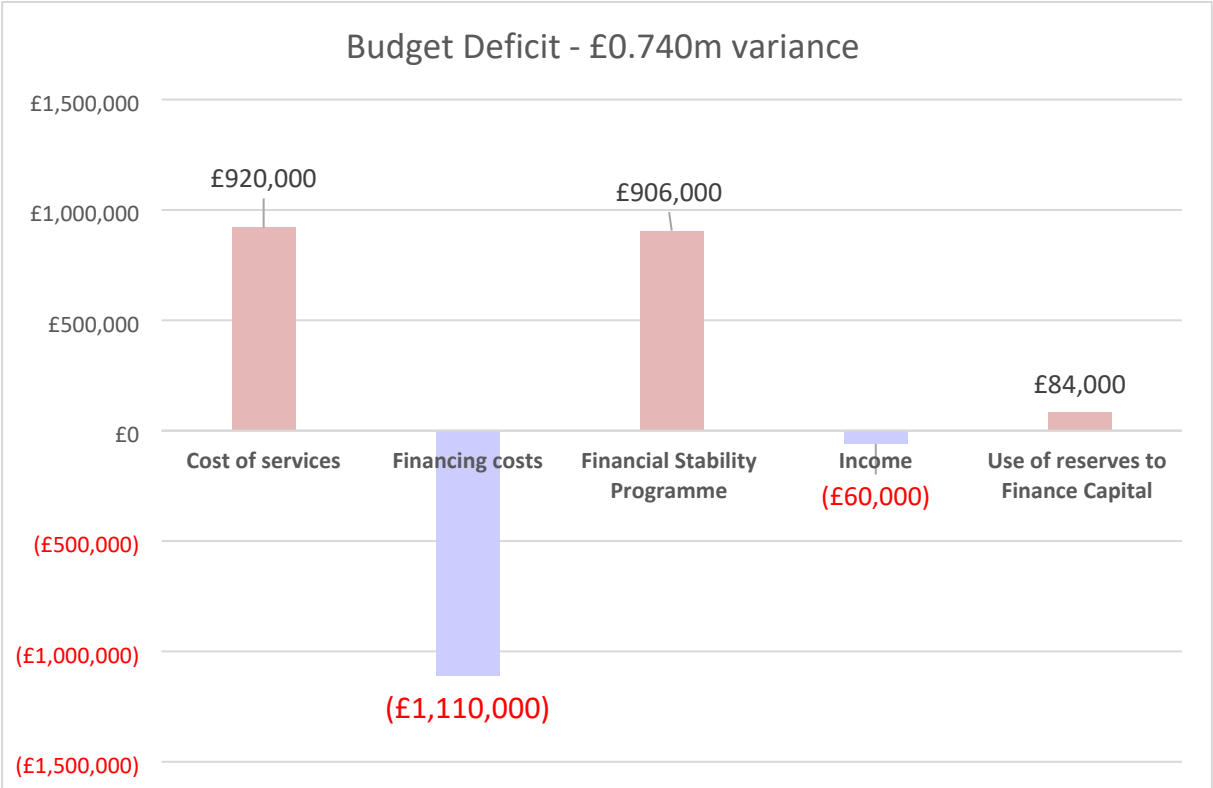 Budget Deficit - £0.740m variance
£1,500,000
£920,000
£906,000
£1,000,000
£500,000
£84,000
£0
Cost of services
Financing costs
Financial Stability
Programme
Income
Use of reserves to
Finance Capital
(£60,000)
(£500,000)
(£1,000,000)
(£1,110,000)
(£1,500,000)